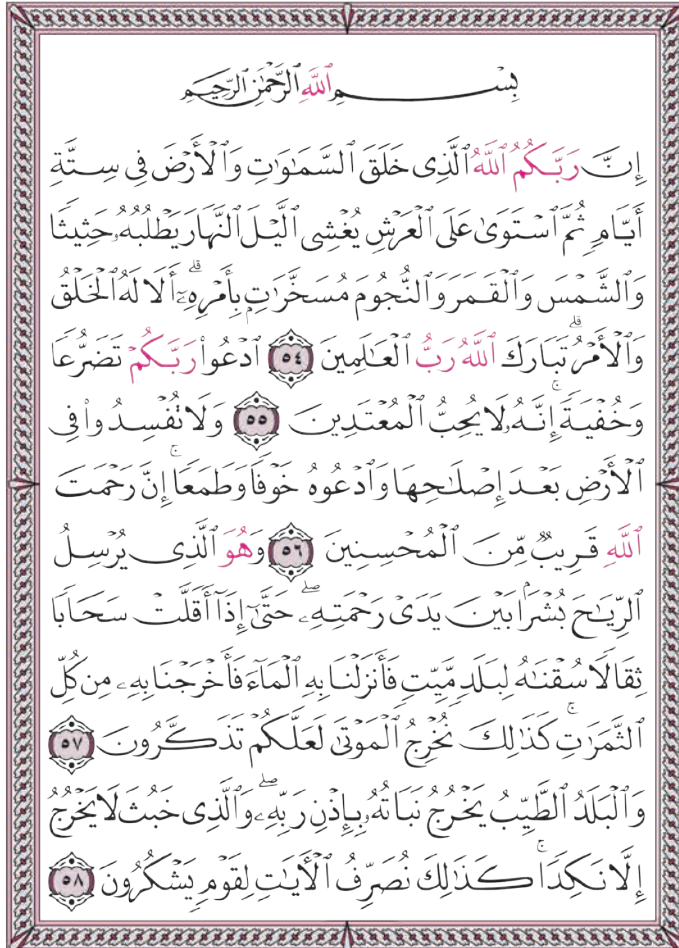 بِسْمِ ٱللَّهِ ٱلرَّحْمَٰنِ ٱلرَّحِيمِ
إِنَّ رَبَّكُمُ ٱللَّهُ ٱلَّذِى خَلَقَ ٱلسَّمَٰوَٰتِ وَٱلْأَرْضَ فِى سِتَّةِ
أَيَّامٍ ثُمَّ ٱسْتَوَىٰ عَلَى ٱلْعَرْشِ يُغْشِى ٱلَّيْلَ ٱلنَّهَارَ يَطْلُبُهُۥ حَثِيثًا
وَٱلشَّمْسَ وَٱلْقَمَرَ وَٱلنُّجُومَ مُسَخَّرَٰتٍۭ بِأَمْرِهِۦٓ ۗ أَلَا لَهُ ٱلْخَلْقُ
وَٱلْأَمْرُ ۗ تَبَارَكَ ٱللَّهُ رَبُّ ٱلْعَٰلَمِينَ ٥٤ ٱدْعُوا۟ رَبَّكُمْ تَضَرُّعًا
وَخُفْيَةً ۚ إِنَّهُۥ لَا يُحِبُّ ٱلْمُعْتَدِينَ ٥٥ وَلَا تُفْسِدُوا۟ فِى
ٱلْأَرْضِ بَعْدَ إِصْلَٰحِهَا وَٱدْعُوهُ خَوْفًا وَطَمَعًا ۚ إِنَّ رَحْمَتَ
ٱللَّهِ قَرِيبٌ مِّنَ ٱلْمُحْسِنِينَ ٥٦ وَهُوَ ٱلَّذِى يُرْسِلُ
ٱلرِّيَٰحَ بُشْرًۢا بَيْنَ يَدَىْ رَحْمَتِهِۦ ۖ حَتَّىٰٓ إِذَآ أَقَلَّتْ سَحَابًا
ثِقَالًا سُقْنَٰهُ لِبَلَدٍ مَّيِّتٍ فَأَنزَلْنَا بِهِ ٱلْمَآءَ فَأَخْرَجْنَا بِهِۦ مِن كُلِّ
ٱلثَّمَرَٰتِ ۚ كَذَٰلِكَ نُخْرِجُ ٱلْمَوْتَىٰ لَعَلَّكُمْ تَذَكَّرُونَ ٥٧
وَٱلْبَلَدُ ٱلطَّيِّبُ يَخْرُجُ نَبَاتُهُۥ بِإِذْنِ رَبِّهِۦ ۖ وَٱلَّذِى خَبُثَ لَا يَخْرُجُ
إِلَّا نَكِدًا ۚ كَذَٰلِكَ نُصَرِّفُ ٱلْءَايَٰتِ لِقَوْمٍ يَشْكُرُونَ ٥٨